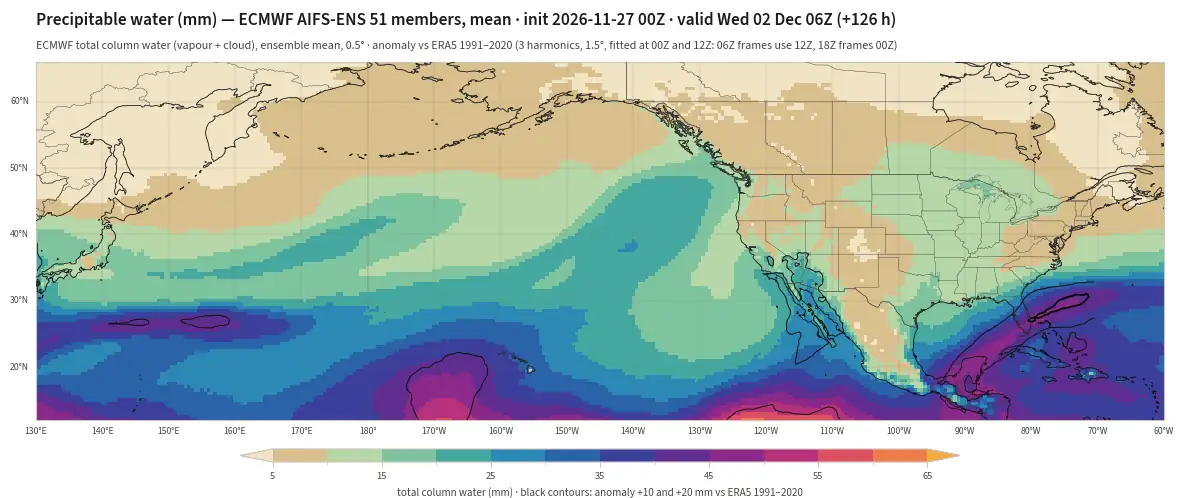 Precipitable water (mm) — ECMWF AIFS-ENS 51 members, mean · init 2026-11-27 00Z · valid Wed 02 Dec 06Z (+126 h)
ECMWF total column water (vapour + cloud), ensemble mean, 0.5° · anomaly vs ERA5 1991–2020 (3 harmonics, 1.5°, fitted at 00Z and 12Z: 06Z frames use 12Z, 18Z frames 00Z)
60°N
50°N
40°N
30°N
20°N
130°E 140°E 150°E 160°E 170°E 180° 170°W 160°W 150°W 140°W 130°W 120°W 110°W 100°W 90°W 80°W 70°W 60°W
5 15 25 35 45 55 65
total column water (mm) · black contours: anomaly +10 and +20 mm vs ERA5 1991–2020